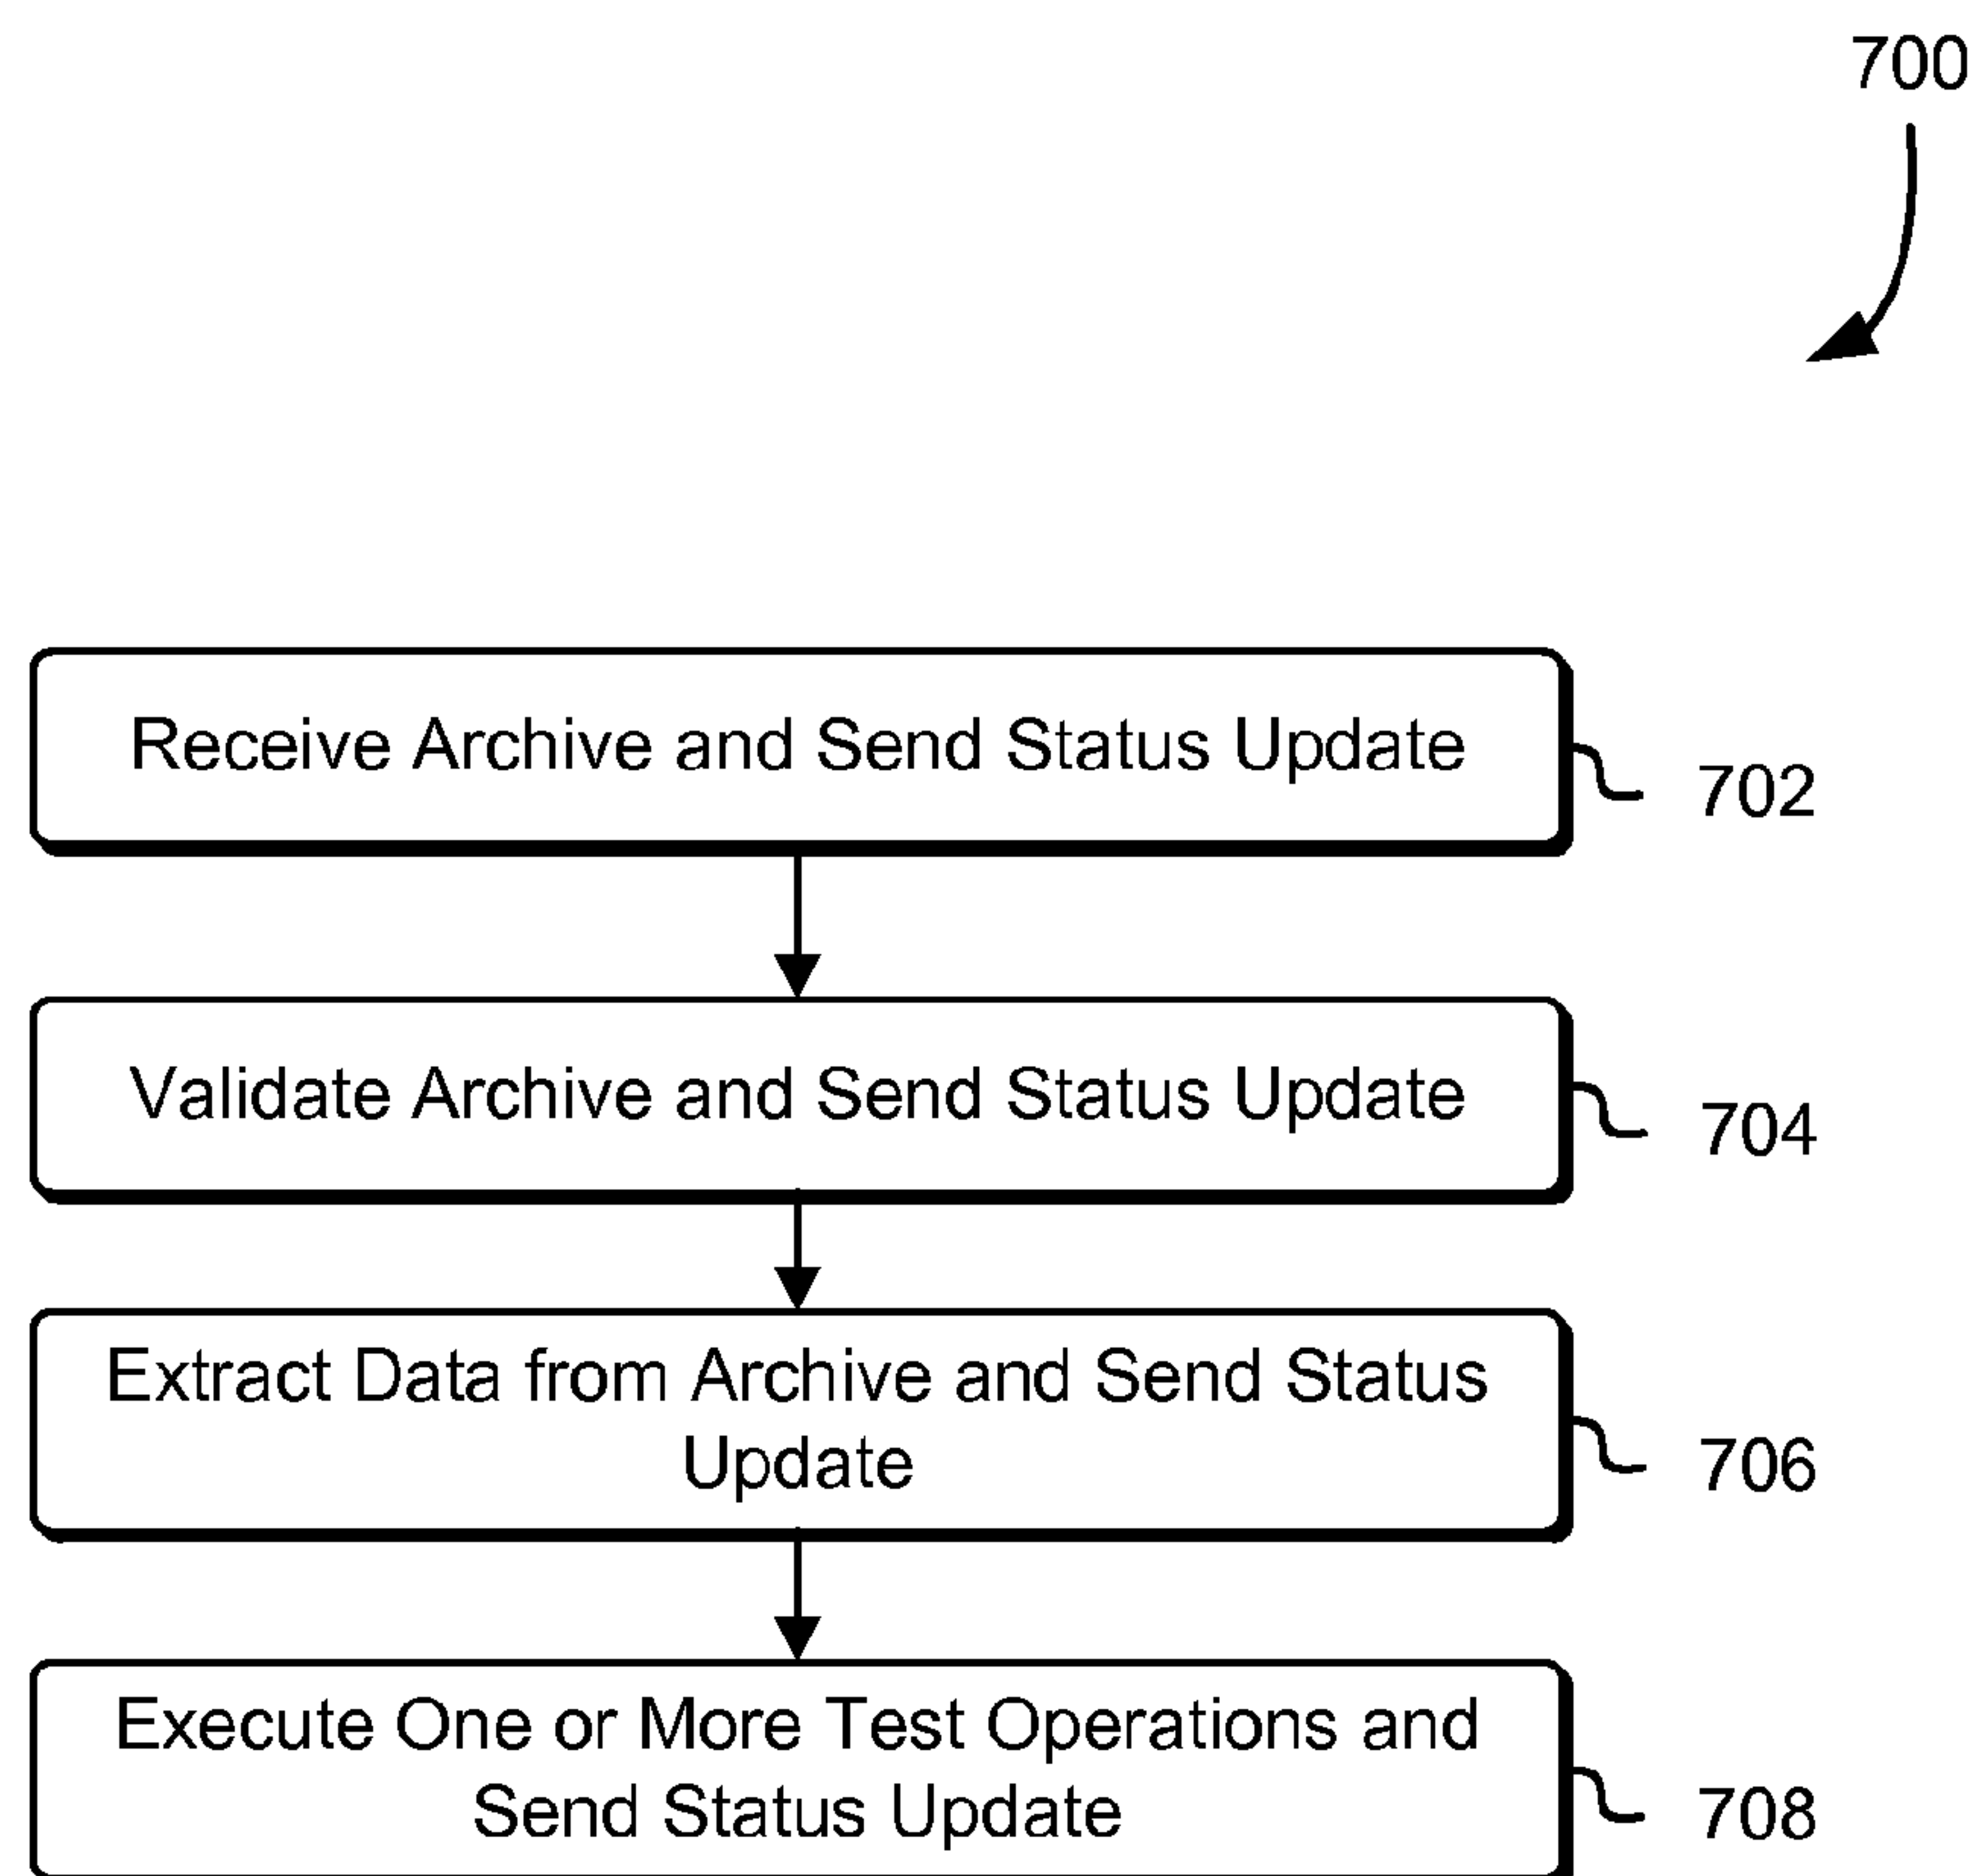 700
Receive Archive and Send Status Update
702
Validate Archive and Send Status Update
704
Extract Data from Archive and Send Status
Update
706
Execute One or More Test Operations and
Send Status Update
708